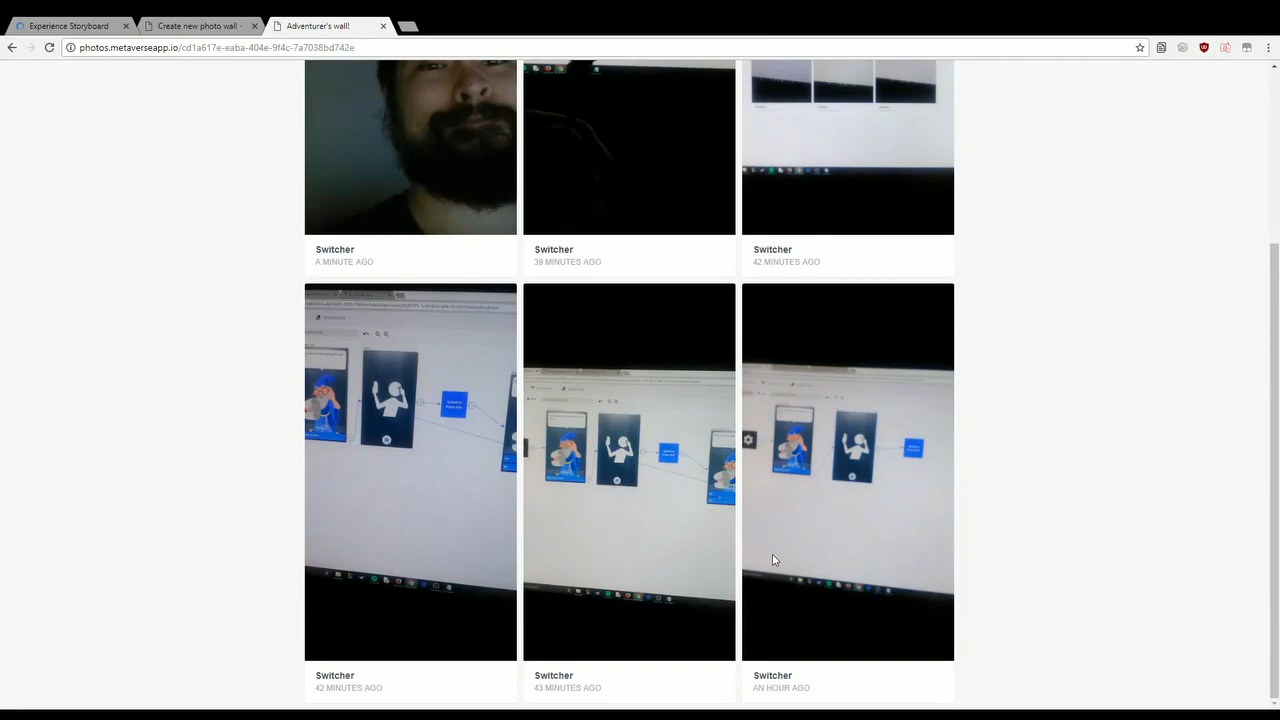 Experience Storyboard
Create new photo wall -
Adventurer's wall!
photos.metaverseapp.io/cd1a617e-eaba-404e-9f4c-7a7038bd742e
Switcher
A MINUTE AGO
Switcher
39 MINUTES AGO
Switcher
42 MINUTES AGO
Switcher
42 MINUTES AGO
Switcher
43 MINUTES AGO
Switcher
AN HOUR AGO